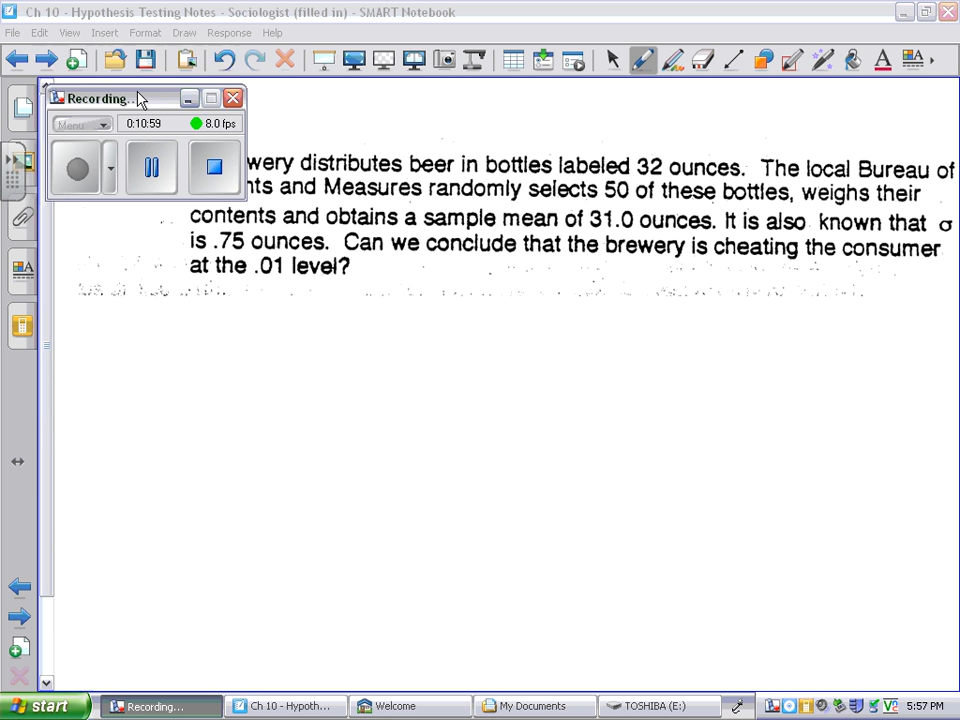 Ch 10 - Hypothesis Testing Notes - Sociologist (filled in) - SMART Notebook
File Edit View Insert Format Draw Response Help
Recording...
Menu 0:10:59 8.0 fps
wery distributes beer in bottles labeled 32 ounces. The local Bureau of
nts and Measures randomly selects 50 of these bottles, weighs their
contents and obtains a sample mean of 31.0 ounces. It is also known that σ
is .75 ounces. Can we conclude that the brewery is cheating the consumer
at the .01 level?
start Recording... Ch 10 - Hypoth... Welcome My Documents TOSHIBA (E:) 5:57 PM